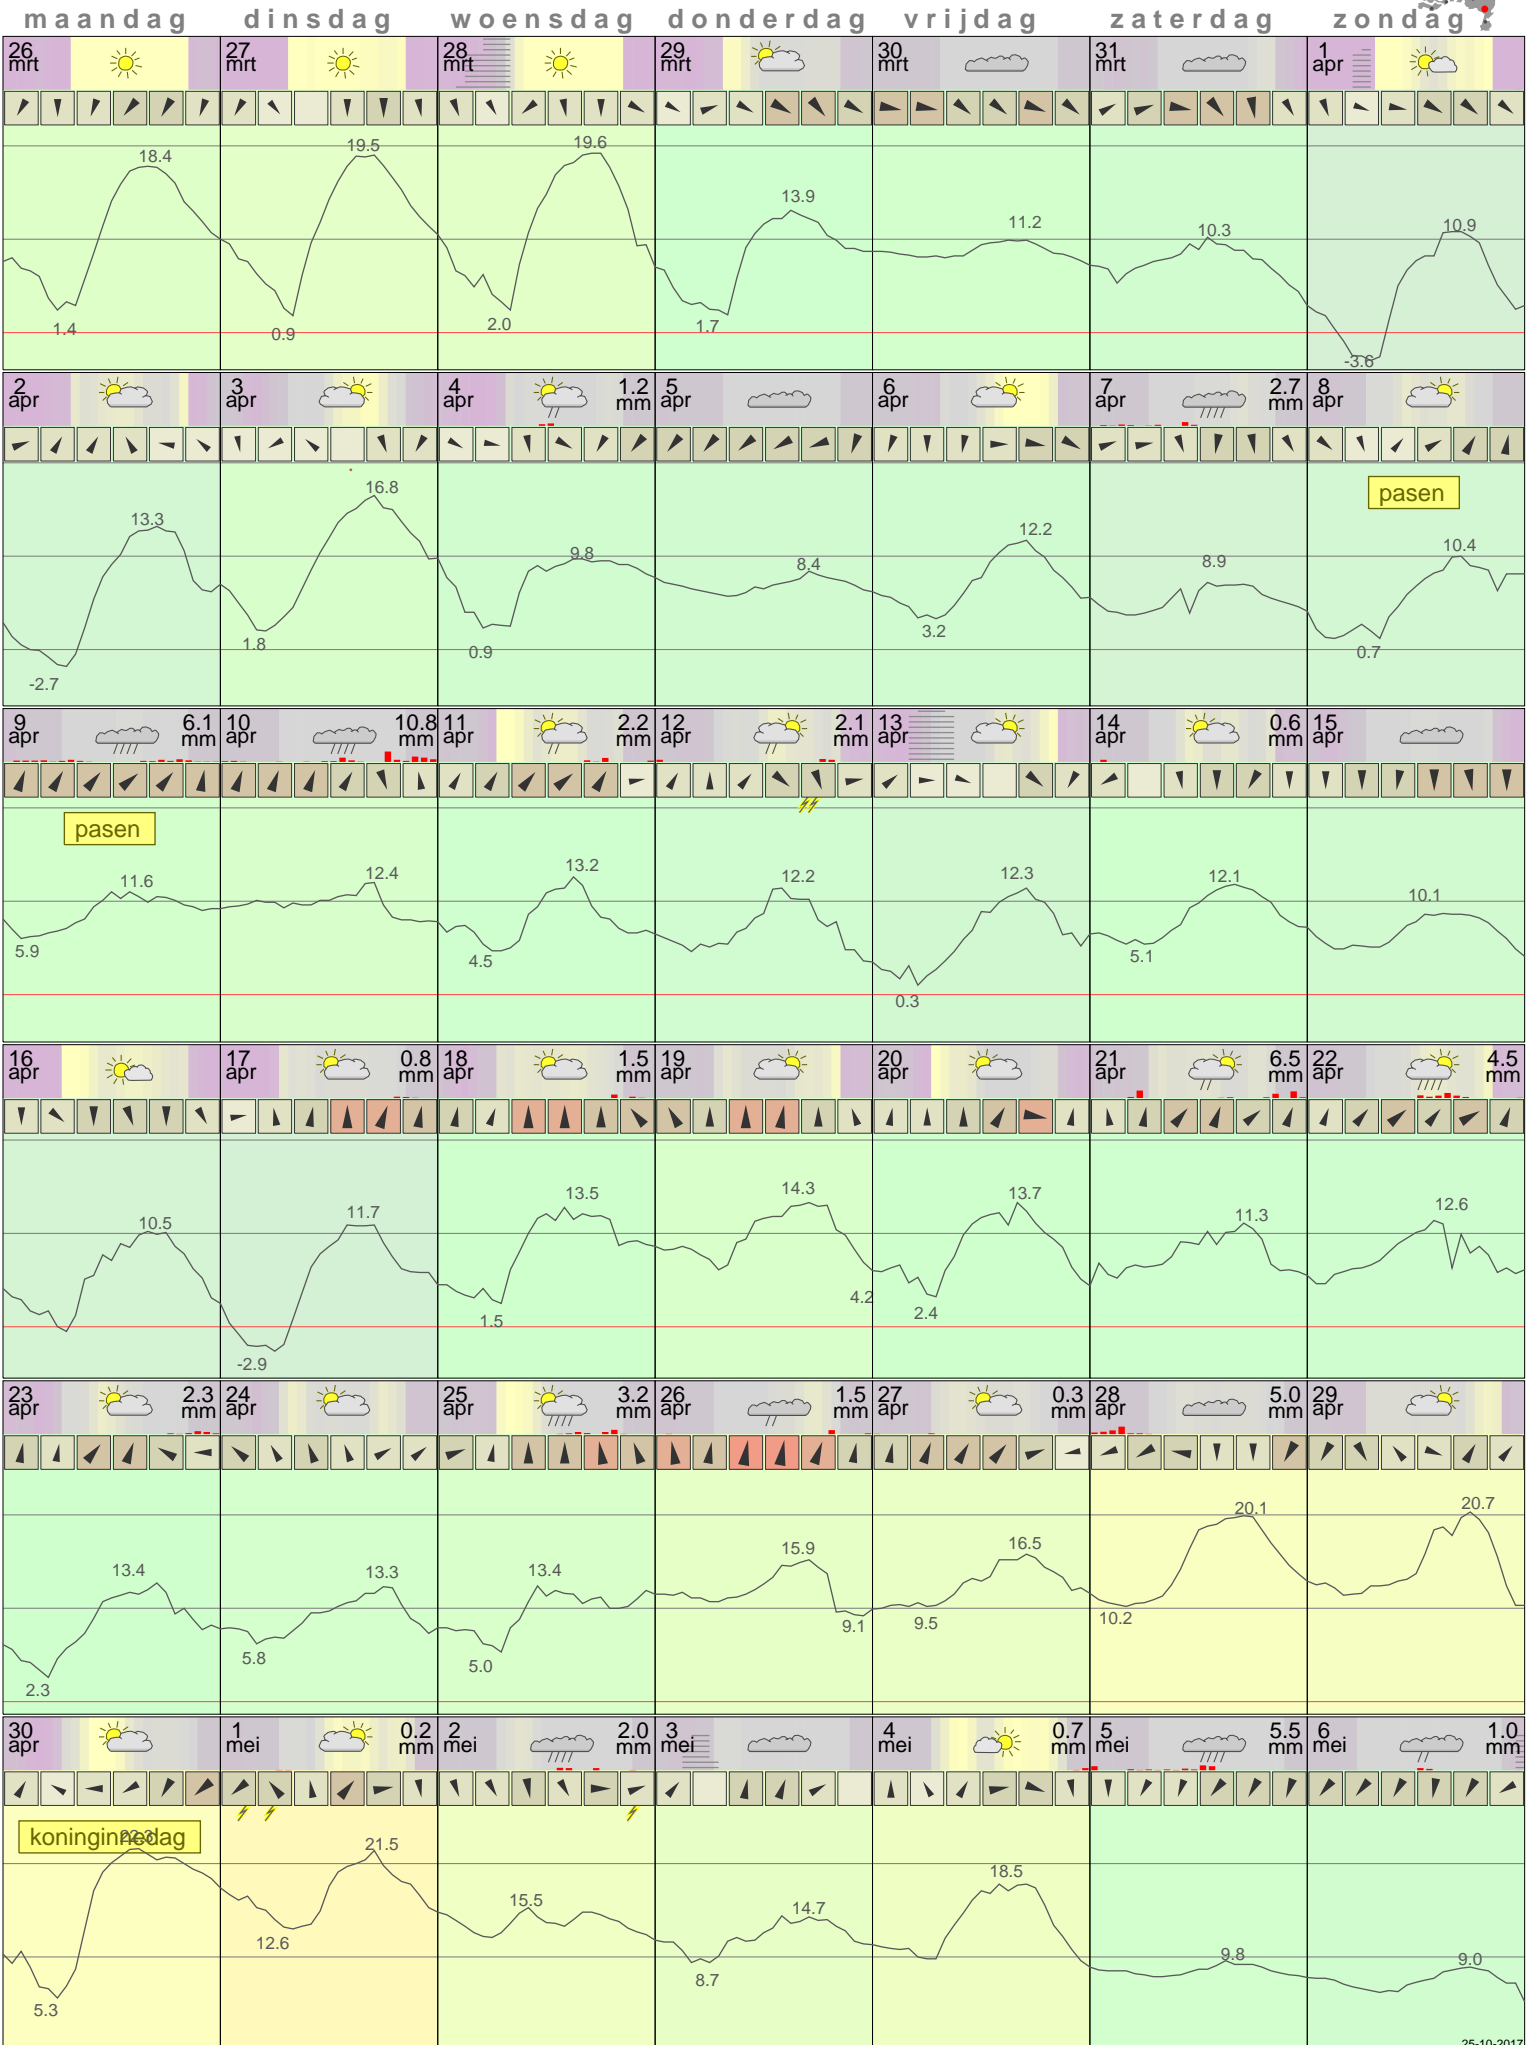 maandag dinsdag woensdag donderdag vrijdag zaterdag zondag
26 mrt 27 mrt 28 mrt 29 mrt 30 mrt 31 mrt 1 apr
18.4 19.5 19.6 13.9 11.2 10.3 10.9
1.4 0.9 2.0 1.7 -3.6
2 apr 3 apr 4 apr 1.2 mm 5 apr 6 apr 7 apr 2.7 mm 8 apr
pasen
13.3 16.8 9.8 8.4 12.2 8.9 10.4
-2.7 1.8 0.9 3.2 0.7
9 apr 6.1 mm 10 apr 10.8 mm 11 apr 2.2 mm 12 apr 2.1 mm 13 apr 14 apr 0.6 mm 15 apr
pasen
11.6 12.4 13.2 12.2 12.3 12.1 10.1
5.9 4.5 0.3 5.1
16 apr 17 apr 0.8 mm 18 apr 1.5 mm 19 apr 20 apr 21 apr 6.5 mm 22 apr 4.5 mm
10.5 11.7 13.5 14.3 13.7 11.3 12.6
-2.9 1.5 4.2 2.4
23 apr 2.3 mm 24 apr 25 apr 3.2 mm 26 apr 1.5 mm 27 apr 0.3 mm 28 apr 5.0 mm 29 apr
13.4 13.3 13.4 15.9 16.5 20.1 20.7
2.3 5.8 5.0 9.1 9.5 10.2
30 apr 1 mei 0.2 mm 2 mei 2.0 mm 3 mei 4 mei 0.7 mm 5 mei 5.5 mm 6 mei 1.0 mm
koninginnedag
22.3 21.5 15.5 14.7 18.5 9.8 9.0
5.3 12.6 8.7
25-10-2017